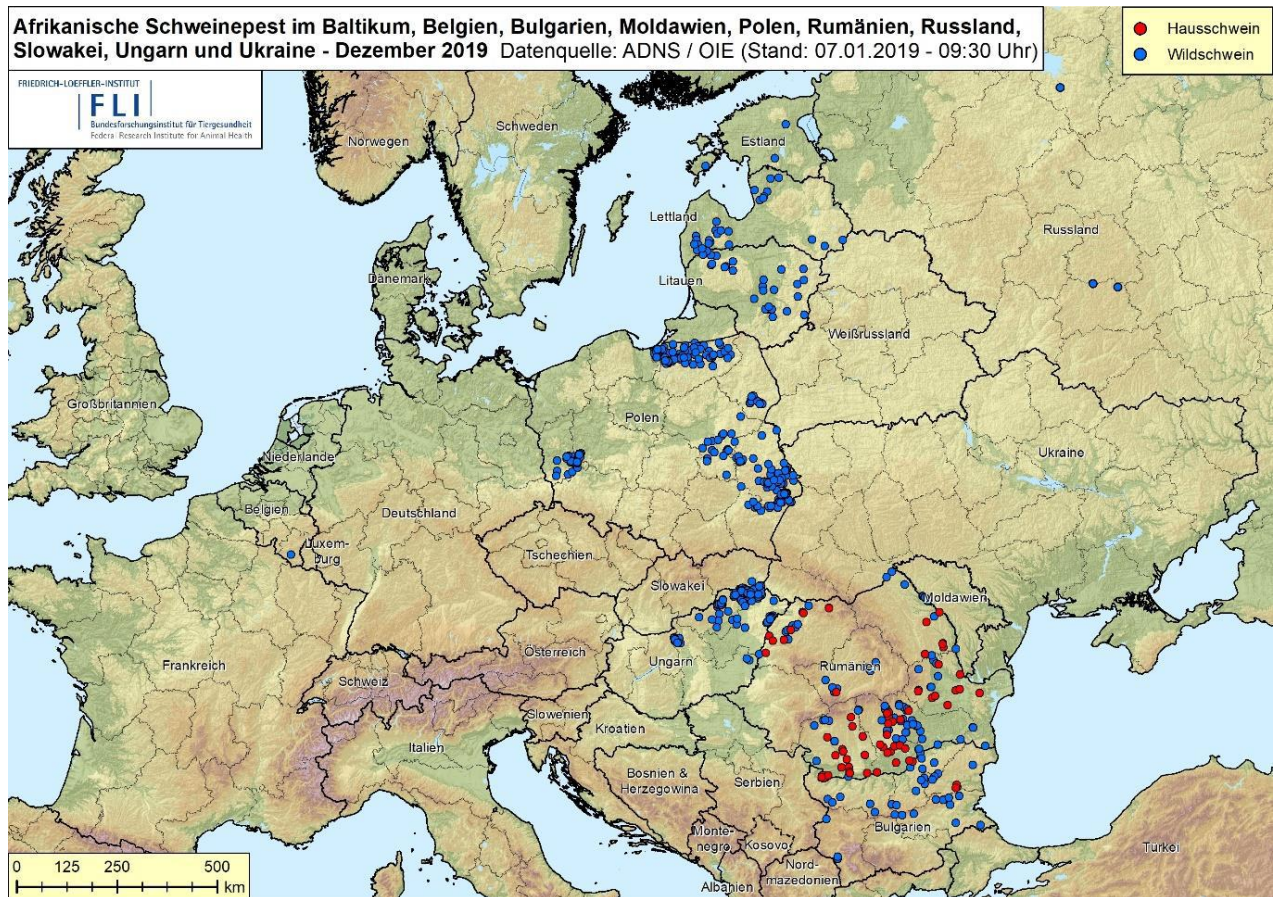 Afrikanische Schweinepest im Baltikum, Belgien, Bulgarien, Moldawien, Polen, Rumänien, Russland,
Slowakei, Ungarn und Ukraine - Dezember 2019 Datenquelle: ADNS / OIE (Stand: 07.01.2019 - 09:30 Uhr)
Hausschwein
Wildschwein
FRIEDRICH-LOEFFLER-INSTITUT
FLI
Bundesforschungsinstitut für Tiergesundheit
Federal Research Institute for Animal Health
Norwegen
Schweden
Estland
Lettland
Russland
Dänemark
Litauen
Weißrussland
Großbritannien
Polen
Niederlande
Ukraine
Belgien
Deutschland
Luxem-
burg
Tschechien
Slowakei
Moldawien
Frankreich
Österreich
Ungarn
Rumänien
Schweiz
Slowenien
Kroatien
Italien
Bosnien &
Herzegowina
Serbien
Bulgarien
Monte-
negro
Kosovo
Nord-
mazedonien
Albanien
Türkei
0 125 250 500
km